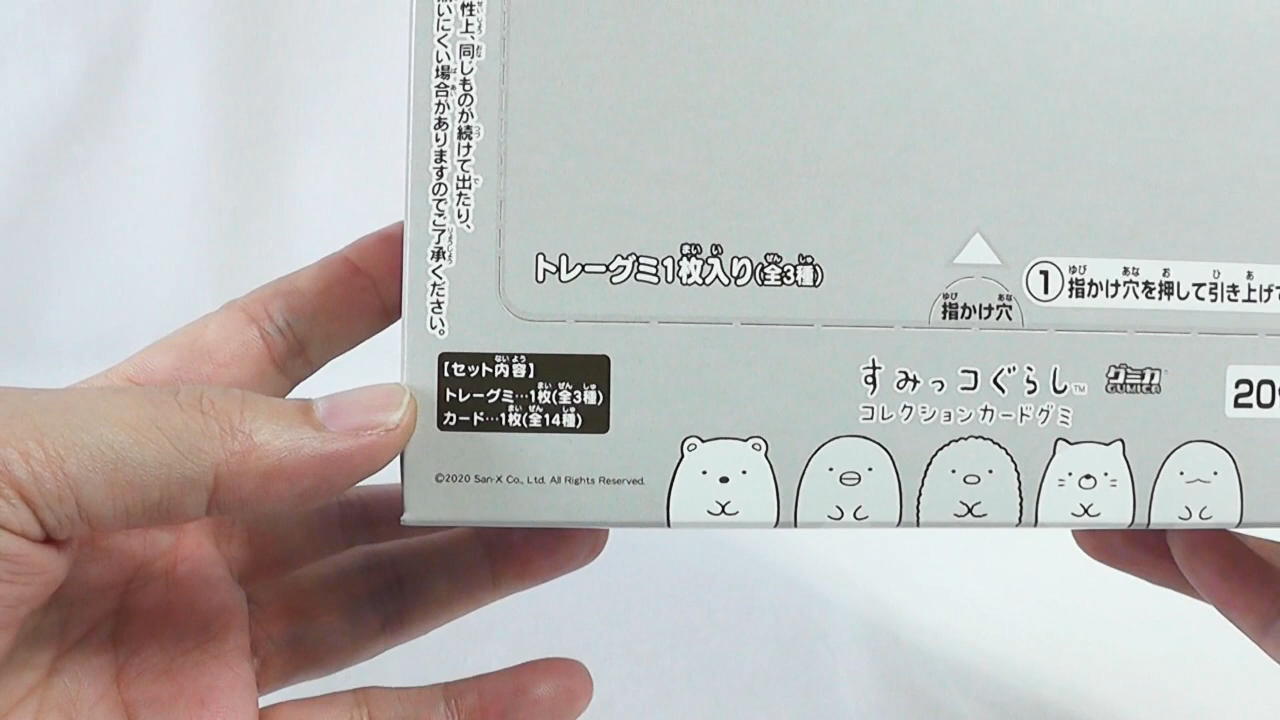 性上、同じものが続けて出たり、
いにくい場合がありますのでご了承ください。
トレーグミ1枚入り(全3種)
指かけ穴
①指かけ穴を押して引き上げて
【セット内容】
トレーグミ…1枚(全3種)
カード…1枚(全14種)
すみっコぐらし™
グミカ
GUMICA
コレクションカードグミ
20
©2020 San-X Co., Ltd. All Rights Reserved.